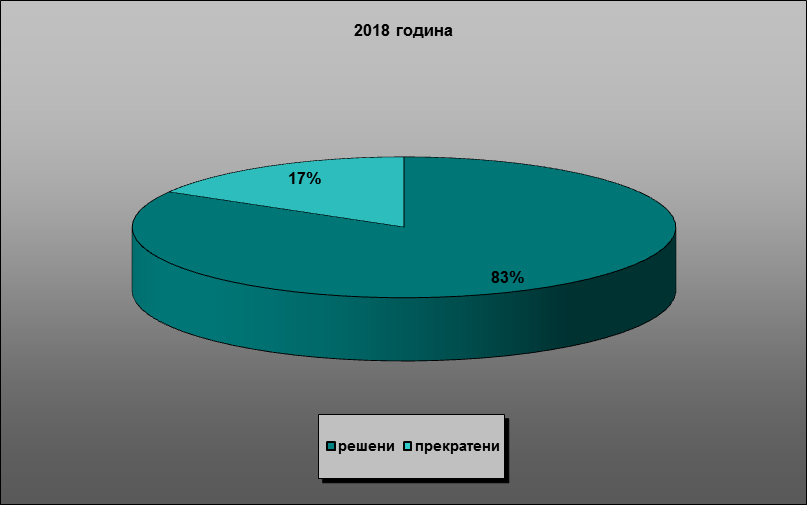 2018 година
17%
83%
решени прекратени